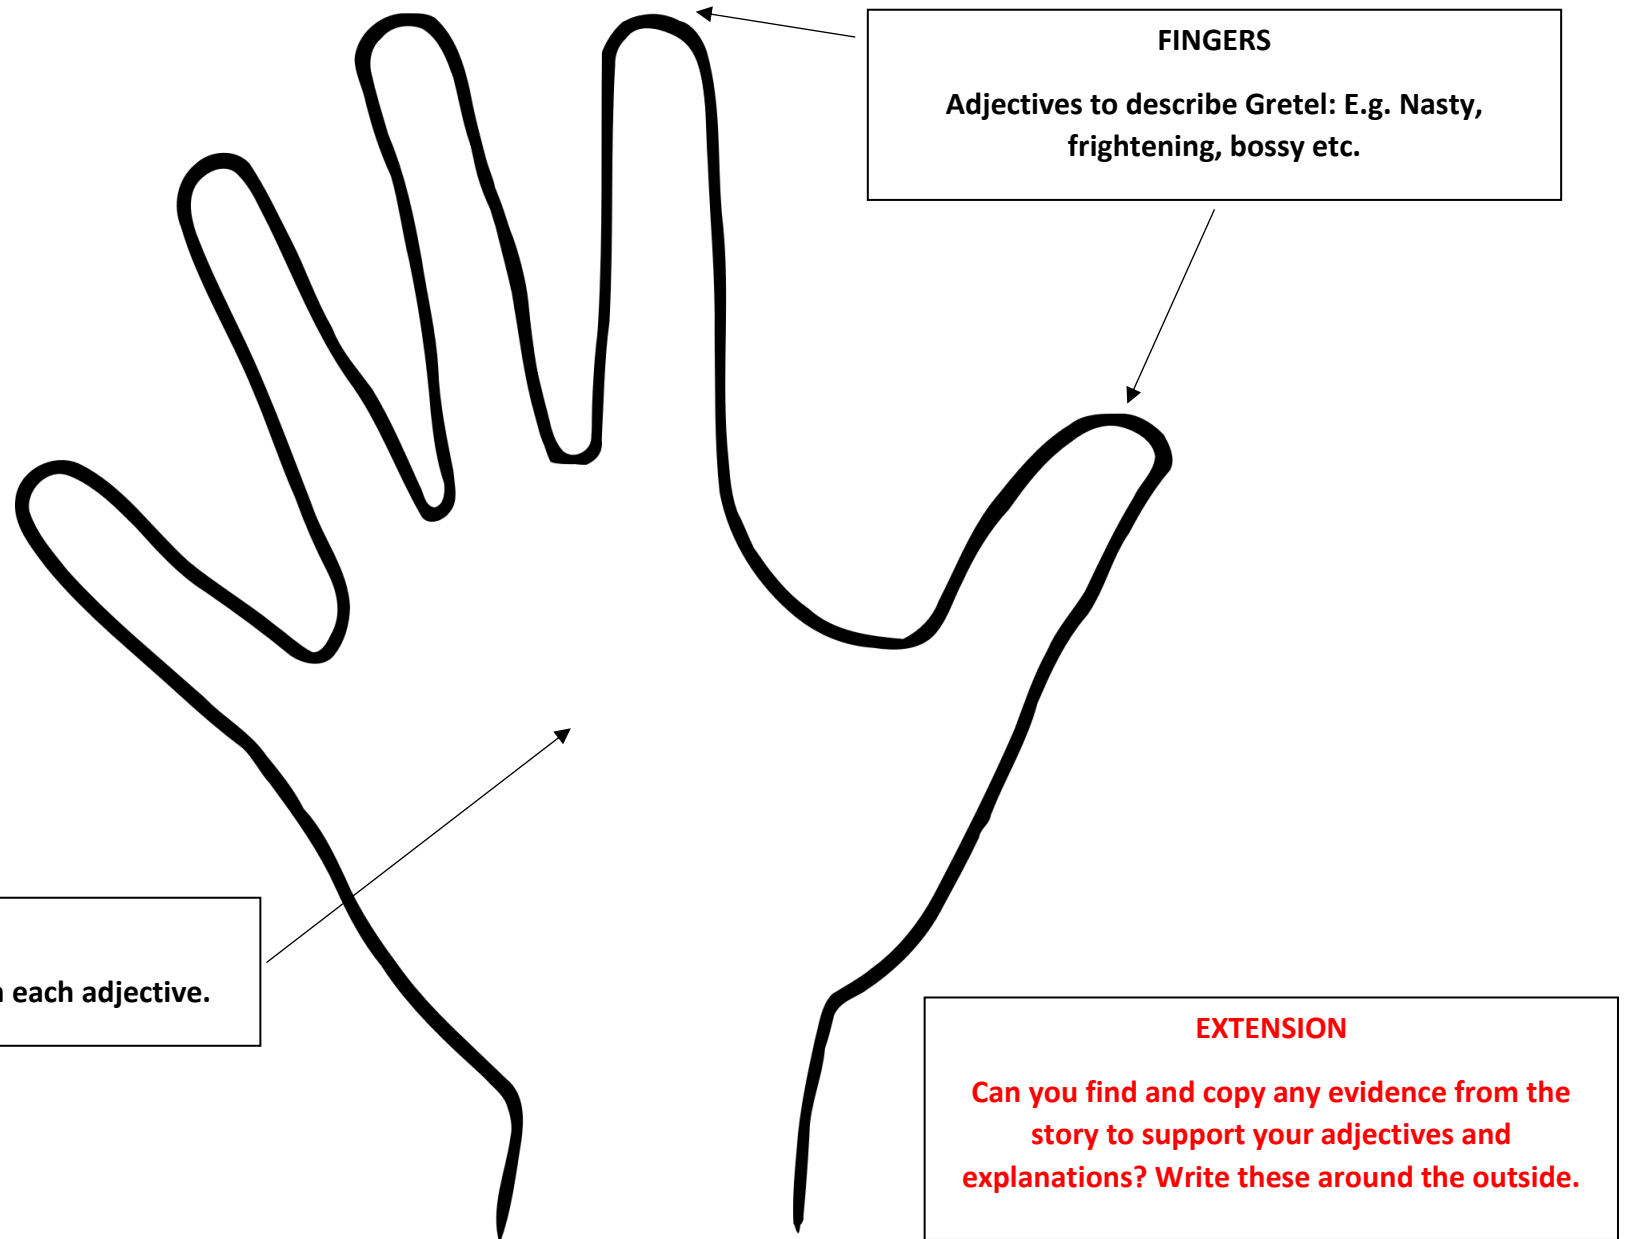 FINGERS
Adjectives to describe Gretel: E.g. Nasty,
frightening, bossy etc.
each adjective.
EXTENSION
Can you find and copy any evidence from the
story to support your adjectives and
explanations? Write these around the outside.